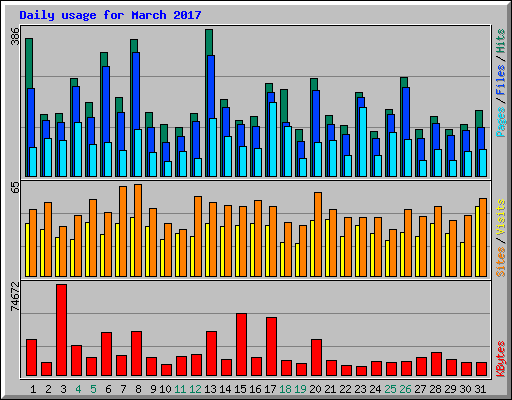 Daily usage for March 2017
386
Pages / Files / Hits
65
Sites / Visits
74672
KBytes
1 2 3 4 5 6 7 8 9 10 11 12 13 14 15 16 17 18 19 20 21 22 23 24 25 26 27 28 29 30 31